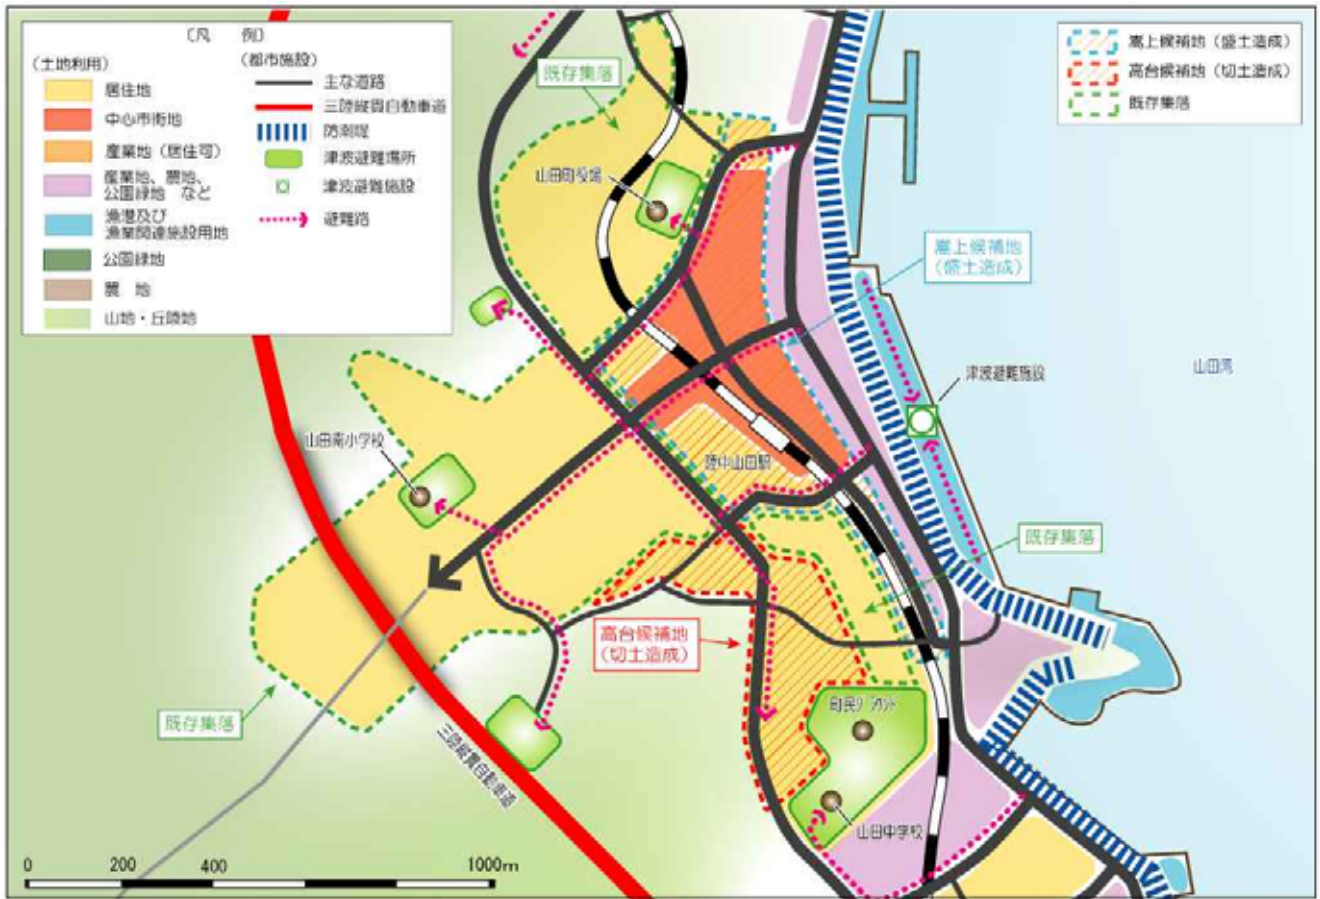 〔凡　例〕
(土地利用)
居住地
中心市街地
産業地（居住可）
産業地、農地、
公園緑地　など
漁港及び
漁業関連施設用地
公園緑地
農　地
山地・丘陵地
(都市施設)
主な道路
三陸縦貫自動車道
防潮堤
津波避難場所
津波避難施設
避難路
嵩上候補地（盛土造成）
高台候補地（切土造成）
既存集落
既存集落
山田町役場
嵩上候補地
（盛土造成）
山田湾
津波避難施設
山田南小学校
陸中山田駅
既存集落
高台候補地
（切土造成）
既存集落
三陸縦貫自動車道
山田中学校
0 200 400 1000m